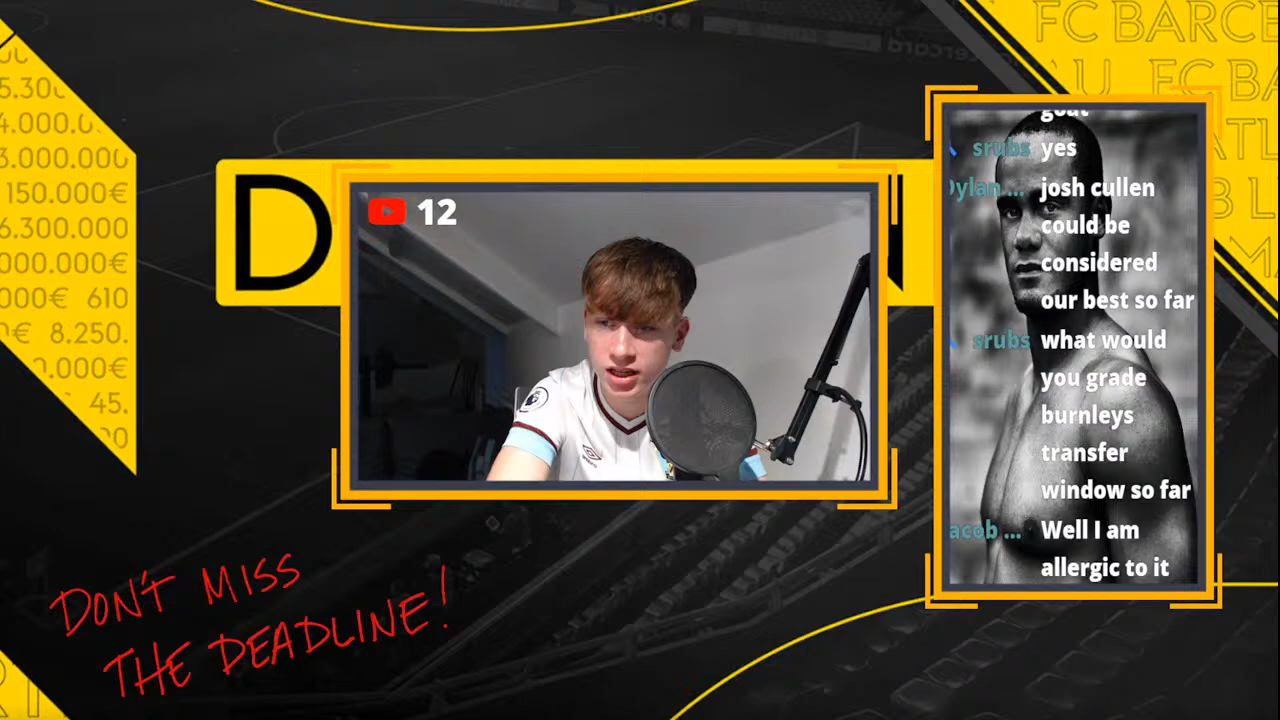 5.300
4.000.0
3.000.000
150.000€
6.300.000
000.000€
000€ 610
0€ 8.250.
0.000€
45.
FC BARCE
U FC BA
ATL
B L
D
N
12
goat
srubs yes
Dylan ... josh cullen
could be
considered
our best so far
srubs what would
you grade
burnleys
transfer
window so far
acob ... Well I am
allergic to it
DON'T MISS
THE DEADLINE!